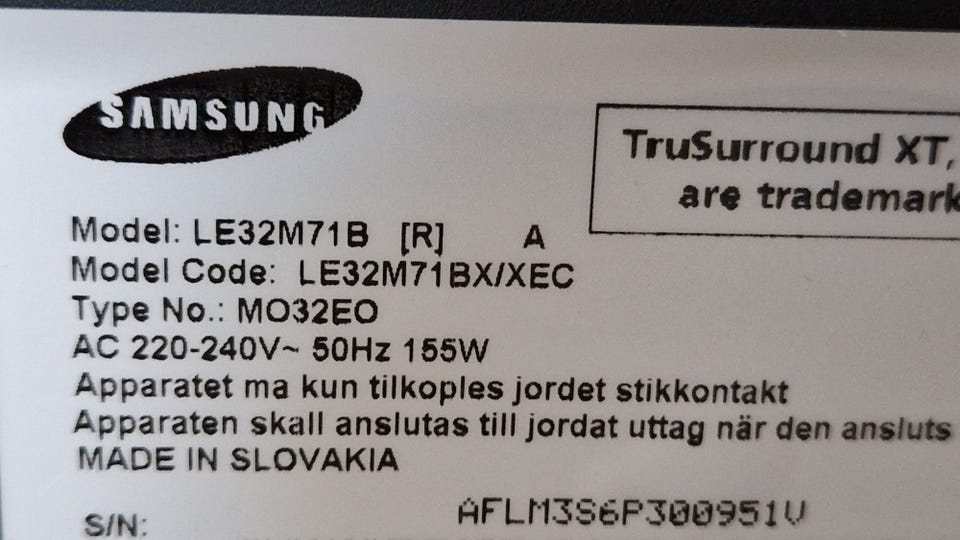 SAMSUNG
TruSurround XT,
are trademark
Model: LE32M71B [R] A
Model Code: LE32M71BX/XEC
Type No.: MO32EO
AC 220-240V~ 50Hz 155W
Apparatet ma kun tilkoples jordet stikkontakt
Apparaten skall anslutas till jordat uttag när den ansluts
MADE IN SLOVAKIA
S/N: AFLM3S6P300951V